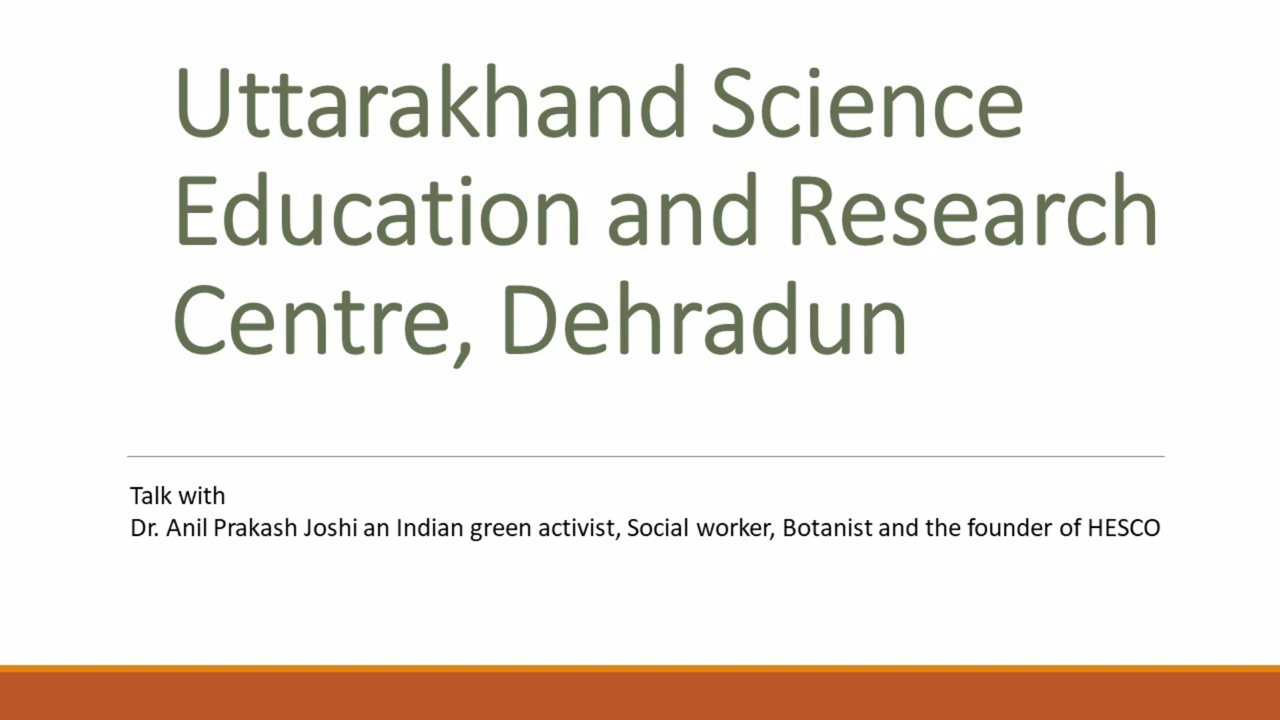 Uttarakhand Science
Education and Research
Centre, Dehradun
Talk with
Dr. Anil Prakash Joshi an Indian green activist, Social worker, Botanist and the founder of HESCO